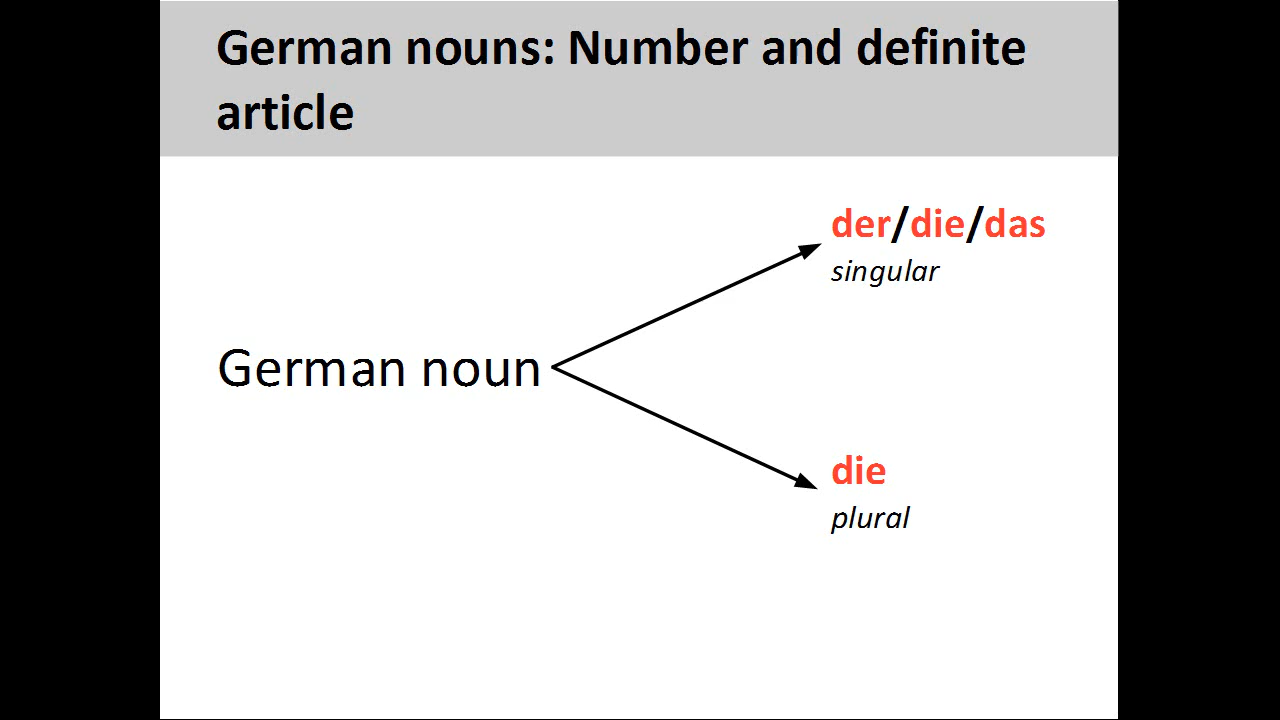 German nouns: Number and definite
article
der/die/das
singular
German noun
die
plural